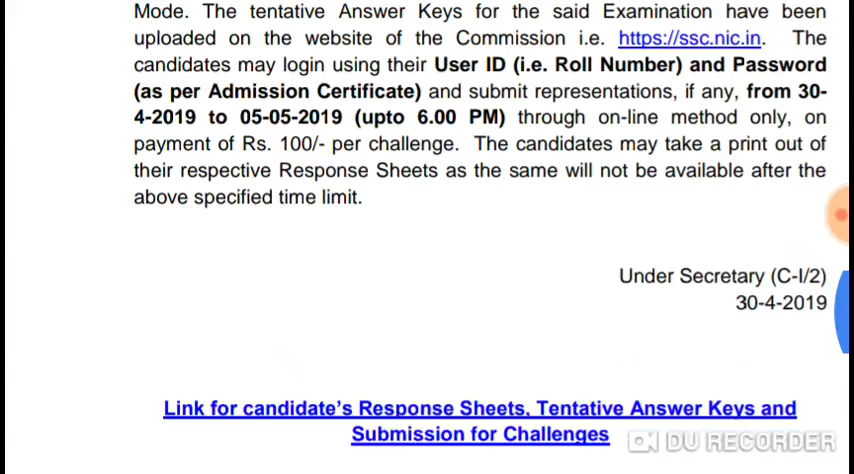 Mode. The tentative Answer Keys for the said Examination have been
uploaded on the website of the Commission i.e. https://ssc.nic.in. The
candidates may login using their User ID (i.e. Roll Number) and Password
(as per Admission Certificate) and submit representations, if any, from 30-
4-2019 to 05-05-2019 (upto 6.00 PM) through on-line method only, on
payment of Rs. 100/- per challenge. The candidates may take a print out of
their respective Response Sheets as the same will not be available after the
above specified time limit.
Under Secretary (C-I/2)
30-4-2019
Link for candidate's Response Sheets, Tentative Answer Keys and
Submission for Challenges
DU RECORDER